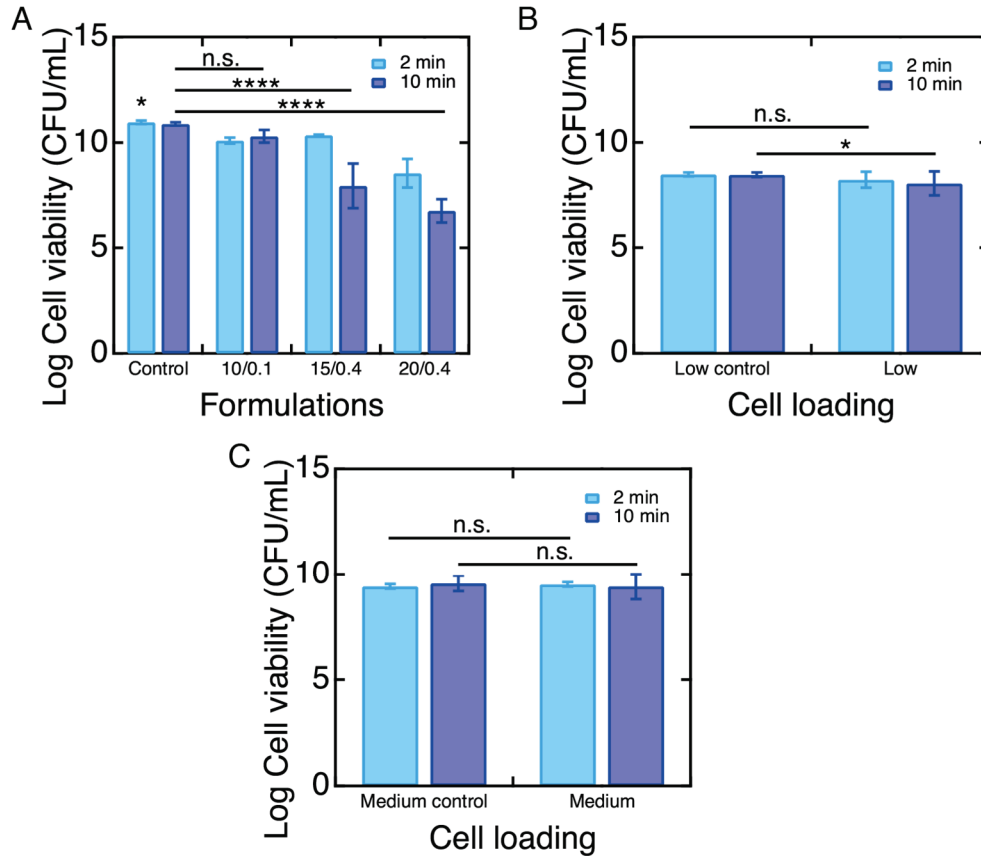 A
Log Cell viability (CFU/mL)
15
10
5
0
n.s.
****
****
*
2 min
10 min
Control
10/0.1
15/0.4
20/0.4
Formulations
B
Log Cell viability (CFU/mL)
15
10
5
0
2 min
10 min
n.s.
*
Low control
Low
Cell loading
C
Log Cell viability (CFU/mL)
15
10
5
0
2 min
10 min
n.s.
n.s.
Medium control
Medium
Cell loading